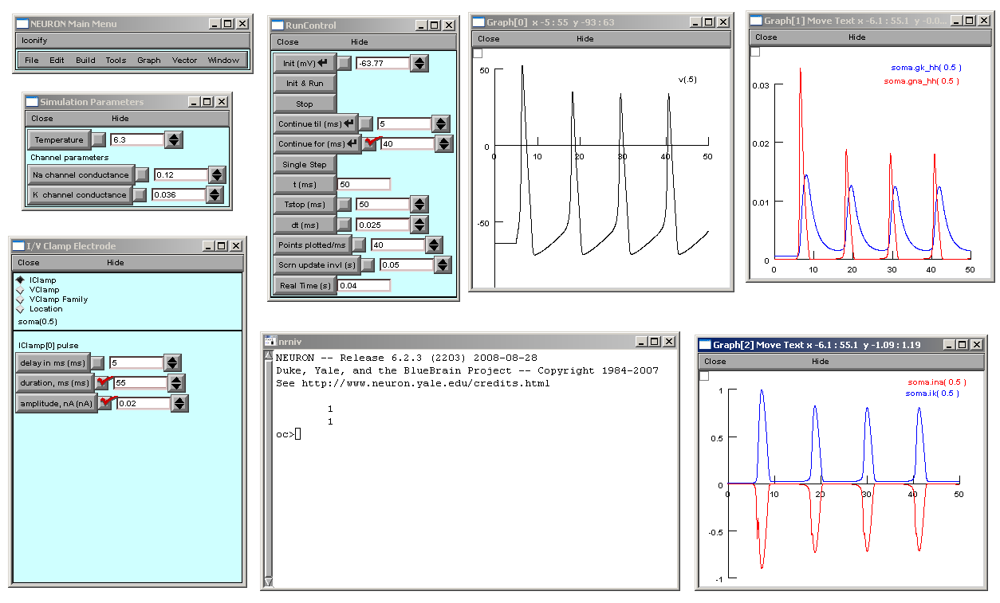 NEURON Main Menu
Iconify
File Edit Build Tools Graph Vector Window
Simulation Parameters
Close Hide
Temperature 6.3
Channel parameters
Na channel conductance 0.12
K channel conductance 0.036
I/V Clamp Electrode
Close Hide
IClamp
VClamp
VClamp Family
Location
soma(0.5)
IClamp[0] pulse
delay in ms (ms) 5
duration, ms (ms) 55
amplitude, nA (nA) 0.02
RunControl
Close Hide
Init (mV) -63.77
Init & Run
Stop
Continue til (ms) 5
Continue for (ms) 40
Single Step
t (ms) 50
Tstop (ms) 50
dt (ms) 0.025
Points plotted/ms 40
Scrn update invl (s) 0.05
Real Time (s) 0.04
Graph[0] x -5 : 55 y -93 : 63
Close Hide
50
v(.5)
0
0 10 20 30 40 50
-50
Graph[1] Move Text x -6.1 : 55.1 y -0.0...
Close Hide
soma.gk_hh( 0.5 )
soma.gna_hh( 0.5 )
0.03
0.02
0.01
0
0 10 20 30 40 50
nrniv
NEURON -- Release 6.2.3 (2203) 2008-08-28
Duke, Yale, and the BlueBrain Project -- Copyright 1984-2007
See http://www.neuron.yale.edu/credits.html
1
1
oc>
Graph[2] Move Text x -6.1 : 55.1 y -1.09 : 1.19
Close Hide
soma.ina( 0.5 )
soma.ik( 0.5 )
1
0.5
0
0 10 20 30 40 50
-0.5
-1